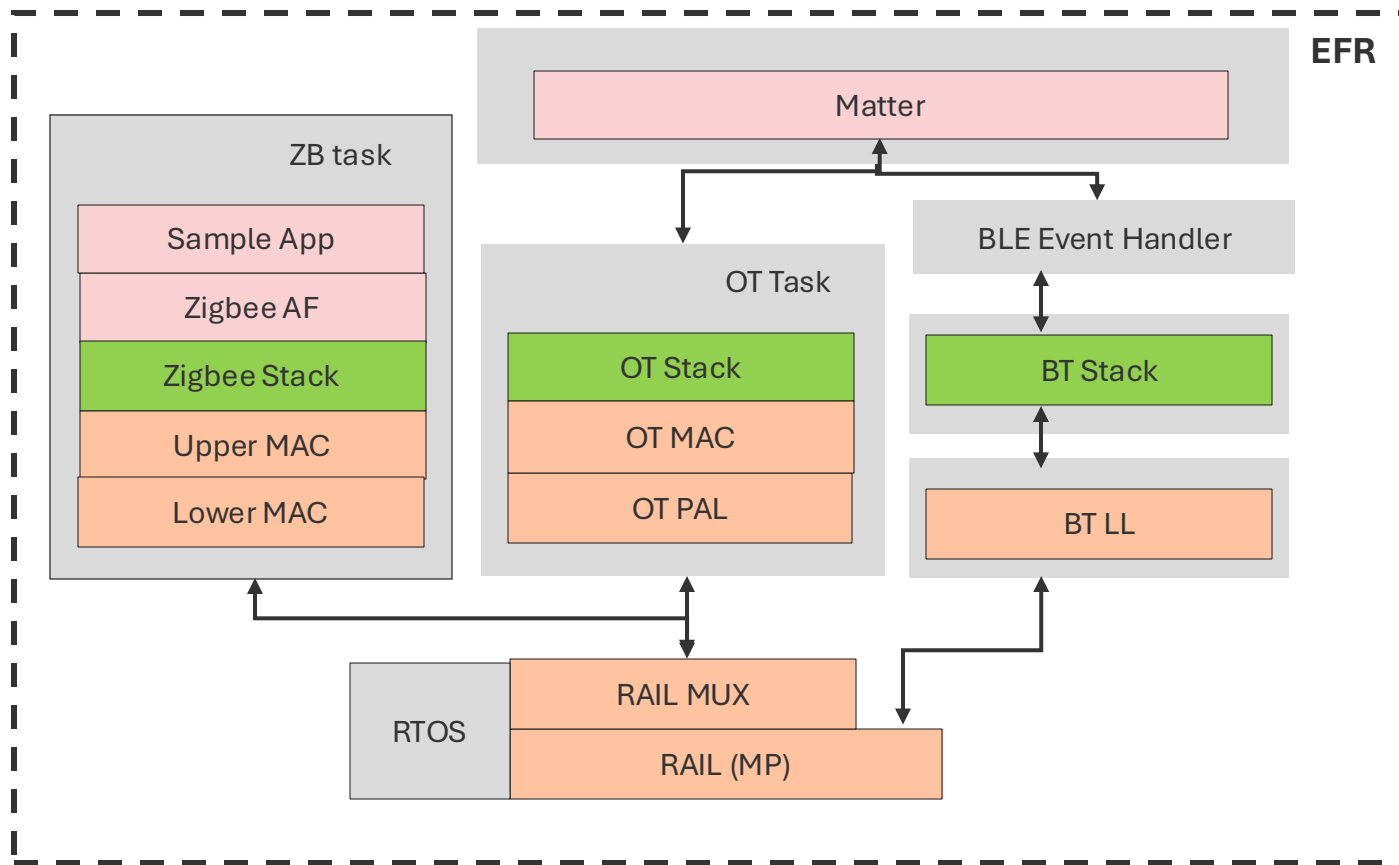 EFR
Matter
ZB task
Sample App
Zigbee AF
Zigbee Stack
Upper MAC
Lower MAC
OT Task
OT Stack
OT MAC
OT PAL
BLE Event Handler
BT Stack
BT LL
RTOS
RAIL MUX
RAIL (MP)